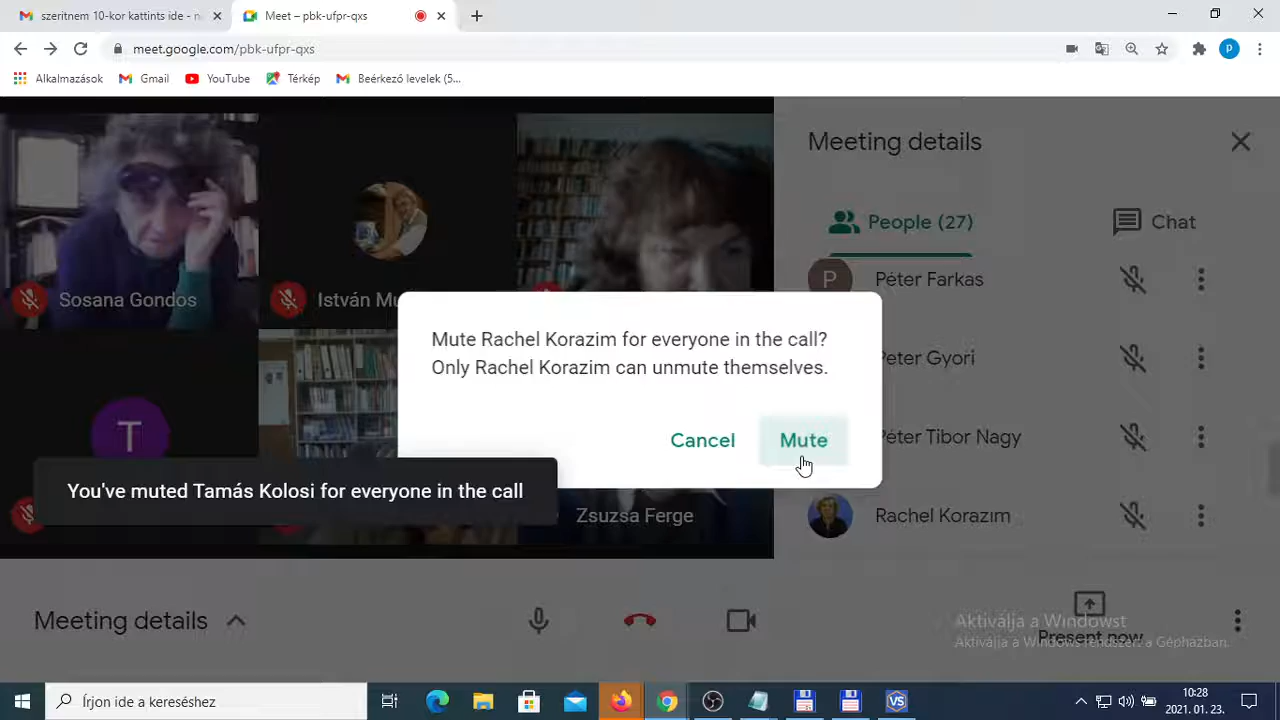 szeritnem 10-kor kattints ide - n
Meet – pbk-ufpr-qxs
meet.google.com/pbk-ufpr-qxs
P
Alkalmazások
Gmail
YouTube
Térkép
Beérkező levelek (5...
Meeting details
People (27)
Chat
Sosana Gondos
István Mu
P
Péter Farkas
Mute Rachel Korazim for everyone in the call?
Only Rachel Korazim can unmute themselves.
Peter Gyori
Cancel
Mute
Péter Tibor Nagy
T
You've muted Tamás Kolosi for everyone in the call
Zsuzsa Ferge
Rachel Korazim
Meeting details
Present now
Aktiválja a Windowst
Aktiválja a Windows rendszert a Gépházban.
Írjon ide a kereséshez
VS
10:28
2021. 01. 23.